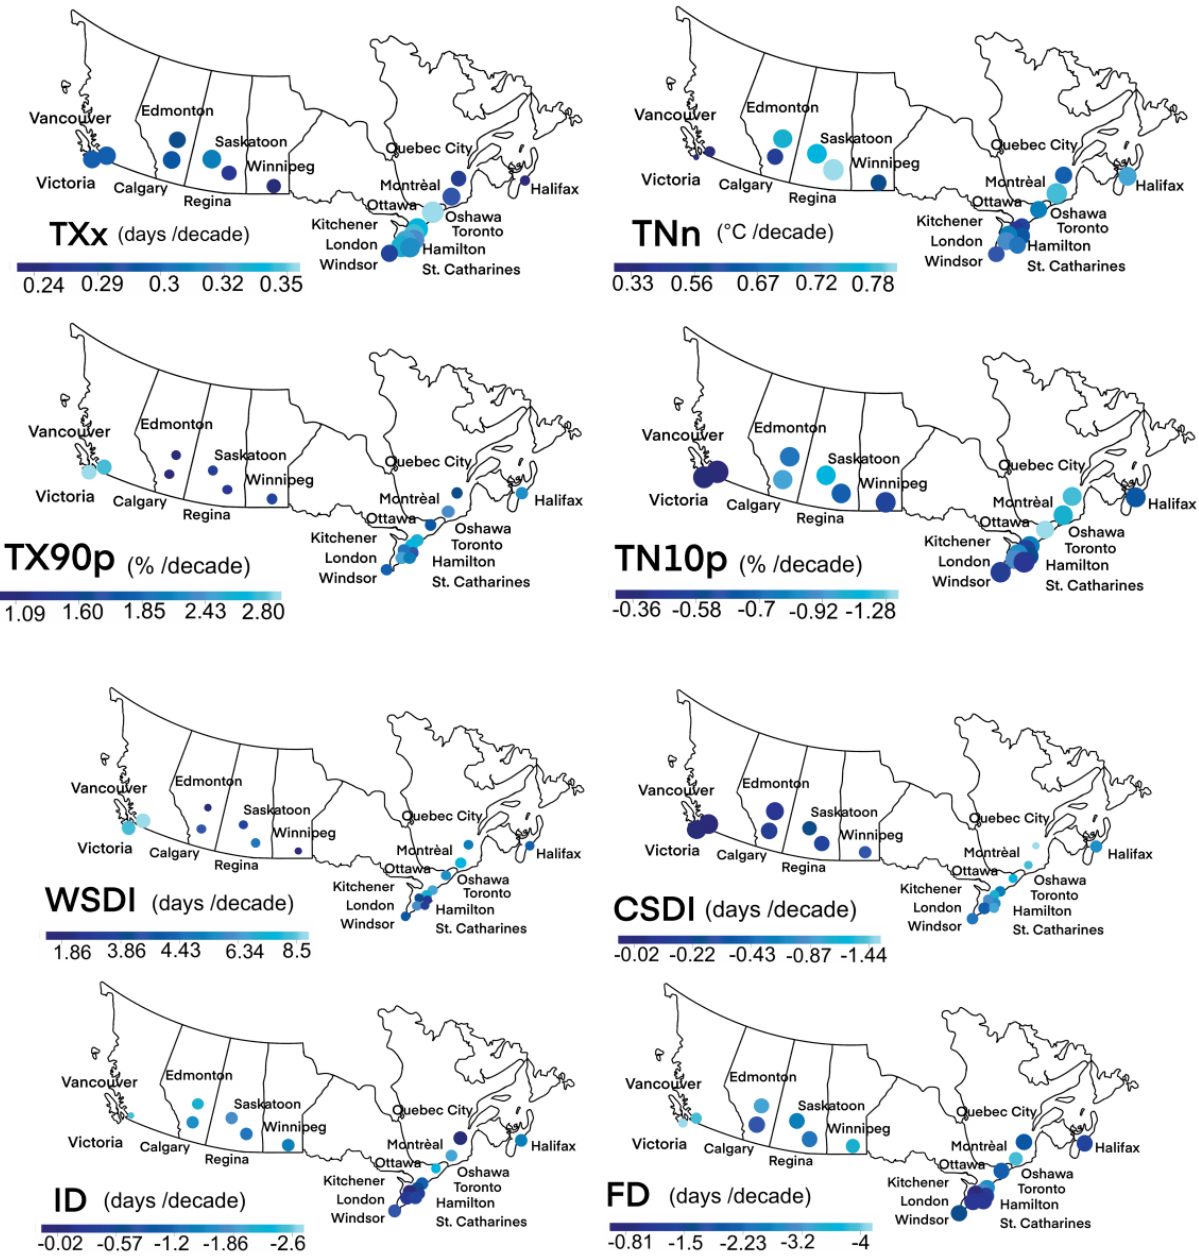 Vancouver
Edmonton
Saskatoon
Winnipeg
Quebec City
Victoria
Calgary
Regina
Montrèal
Halifax
Ottawa
Oshawa
Kitchener
Toronto
London
Hamilton
Windsor
St. Catharines
TXx (days /decade)
0.24 0.29 0.3 0.32 0.35
Vancouver
Edmonton
Saskatoon
Winnipeg
Quebec City
Victoria
Calgary
Regina
Montrèal
Halifax
Ottawa
Oshawa
Kitchener
Toronto
London
Hamilton
Windsor
St. Catharines
TNn (°C /decade)
0.33 0.56 0.67 0.72 0.78
Vancouver
Edmonton
Saskatoon
Winnipeg
Quebec City
Victoria
Calgary
Regina
Montrèal
Halifax
Ottawa
Oshawa
Kitchener
Toronto
London
Hamilton
Windsor
St. Catharines
TX90p (% /decade)
1.09 1.60 1.85 2.43 2.80
Vancouver
Edmonton
Saskatoon
Winnipeg
Quebec City
Victoria
Calgary
Regina
Montrèal
Halifax
Ottawa
Oshawa
Kitchener
Toronto
London
Hamilton
Windsor
St. Catharines
TN10p (% /decade)
-0.36 -0.58 -0.7 -0.92 -1.28
Vancouver
Edmonton
Saskatoon
Winnipeg
Quebec City
Victoria
Calgary
Regina
Montrèal
Halifax
Ottawa
Oshawa
Kitchener
Toronto
London
Hamilton
Windsor
St. Catharines
WSDI (days /decade)
1.86 3.86 4.43 6.34 8.5
Vancouver
Edmonton
Saskatoon
Winnipeg
Quebec City
Victoria
Calgary
Regina
Montrèal
Halifax
Ottawa
Oshawa
Kitchener
Toronto
London
Hamilton
Windsor
St. Catharines
CSDI (days /decade)
-0.02 -0.22 -0.43 -0.87 -1.44
Vancouver
Edmonton
Saskatoon
Winnipeg
Quebec City
Victoria
Calgary
Regina
Montrèal
Halifax
Ottawa
Oshawa
Kitchener
Toronto
London
Hamilton
Windsor
St. Catharines
ID (days /decade)
-0.02 -0.57 -1.2 -1.86 -2.6
Vancouver
Edmonton
Saskatoon
Winnipeg
Quebec City
Victoria
Calgary
Regina
Montrèal
Halifax
Ottawa
Oshawa
Kitchener
Toronto
London
Hamilton
Windsor
St. Catharines
FD (days /decade)
-0.81 -1.5 -2.23 -3.2 -4